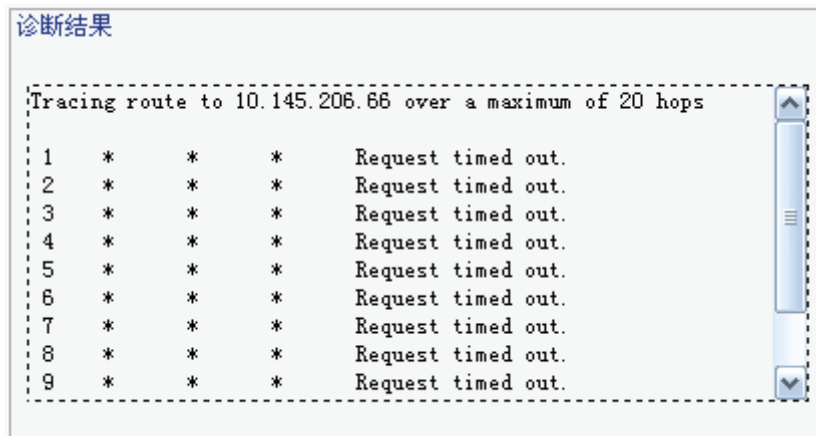 诊断结果
Tracing route to 10.145.206.66 over a maximum of 20 hops
1 * * * Request timed out.
2 * * * Request timed out.
3 * * * Request timed out.
4 * * * Request timed out.
5 * * * Request timed out.
6 * * * Request timed out.
7 * * * Request timed out.
8 * * * Request timed out.
9 * * * Request timed out.